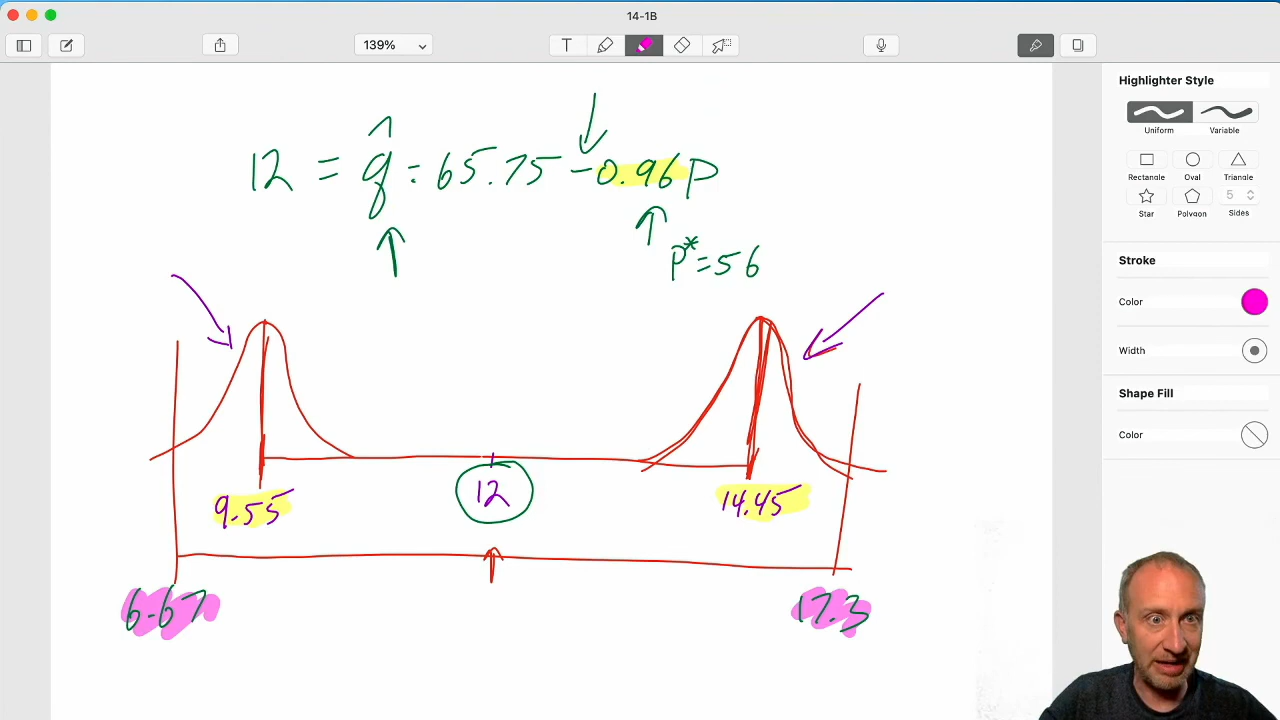 14-1B
139%
T
Highlighter Style
Uniform
Variable
Rectangle
Oval
Triangle
Star
Polygon
5
Sides
Stroke
Color
Width
Shape Fill
Color
12 = q̂ = 65.75 - 0.96 P
P* = 56
9.55
12
14.45
6.67
17.3